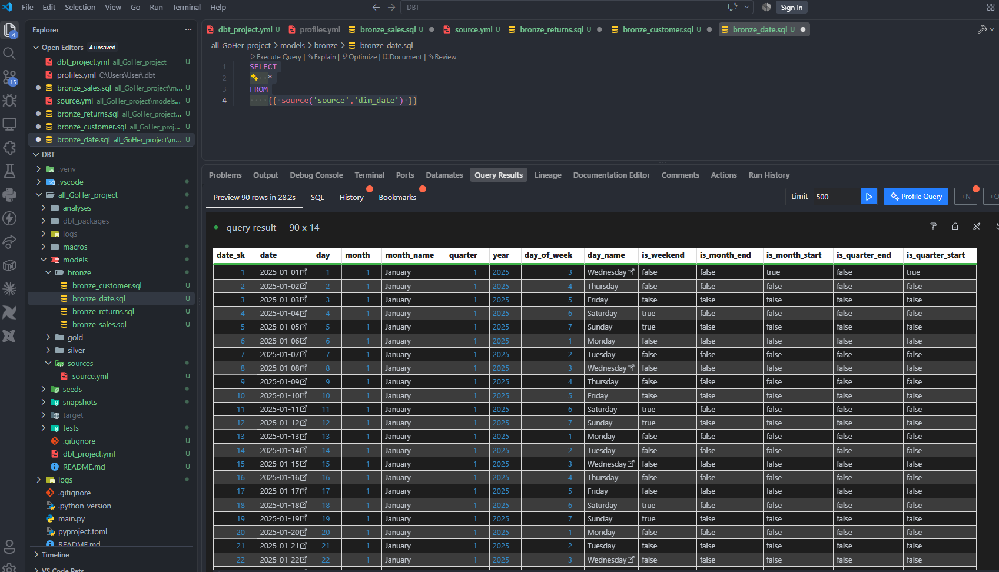 File Edit Selection View Go Run Terminal Help
DBT
Sign In
Explorer
Open Editors 4 unsaved
dbt_project.yml all_GoHer_project U
profiles.yml C:\Users\User\.dbt
bronze_sales.sql all_GoHer_project\m... U
source.yml all_GoHer_project\models... U
bronze_returns.sql all_GoHer_project... U
bronze_customer.sql all_GoHer_proj... U
bronze_date.sql all_GoHer_project\m... U
DBT
.venv
.vscode
all_GoHer_project
analyses
dbt_packages
logs
macros
models
bronze
bronze_customer.sql U
bronze_date.sql U
bronze_returns.sql U
bronze_sales.sql U
gold
silver
sources
source.yml U
seeds
snapshots
target
tests
.gitignore U
dbt_project.yml U
README.md U
logs
.gitignore
.python-version
main.py
pyproject.toml
README.md
Timeline
VS Code Pets
4
15
dbt_project.yml U profiles.yml bronze_sales.sql U source.yml U bronze_returns.sql U bronze_customer.sql U bronze_date.sql U
all_GoHer_project > models > bronze > bronze_date.sql
Execute Query | Explain | Optimize | Document | Review
1 SELECT
2 *
3 FROM
4 {{ source('source','dim_date') }}
Problems Output Debug Console Terminal Ports Datamates Query Results Lineage Documentation Editor Comments Actions Run History
Preview 90 rows in 28.2s SQL History Bookmarks
Limit 500 Profile Query +N +Q
query result 90 x 14
date_sk date day month month_name quarter year day_of_week day_name is_weekend is_month_end is_month_start is_quarter_end is_quarter_start
1 2025-01-01 1 1 January 1 2025 3 Wednesday false false true false true
2 2025-01-02 2 1 January 1 2025 4 Thursday false false false false false
3 2025-01-03 3 1 January 1 2025 5 Friday false false false false false
4 2025-01-04 4 1 January 1 2025 6 Saturday true false false false false
5 2025-01-05 5 1 January 1 2025 7 Sunday true false false false false
6 2025-01-06 6 1 January 1 2025 1 Monday false false false false false
7 2025-01-07 7 1 January 1 2025 2 Tuesday false false false false false
8 2025-01-08 8 1 January 1 2025 3 Wednesday false false false false false
9 2025-01-09 9 1 January 1 2025 4 Thursday false false false false false
10 2025-01-10 10 1 January 1 2025 5 Friday false false false false false
11 2025-01-11 11 1 January 1 2025 6 Saturday true false false false false
12 2025-01-12 12 1 January 1 2025 7 Sunday true false false false false
13 2025-01-13 13 1 January 1 2025 1 Monday false false false false false
14 2025-01-14 14 1 January 1 2025 2 Tuesday false false false false false
15 2025-01-15 15 1 January 1 2025 3 Wednesday false false false false false
16 2025-01-16 16 1 January 1 2025 4 Thursday false false false false false
17 2025-01-17 17 1 January 1 2025 5 Friday false false false false false
18 2025-01-18 18 1 January 1 2025 6 Saturday true false false false false
19 2025-01-19 19 1 January 1 2025 7 Sunday true false false false false
20 2025-01-20 20 1 January 1 2025 1 Monday false false false false false
21 2025-01-21 21 1 January 1 2025 2 Tuesday false false false false false
22 2025-01-22 22 1 January 1 2025 3 Wednesday false false false false false